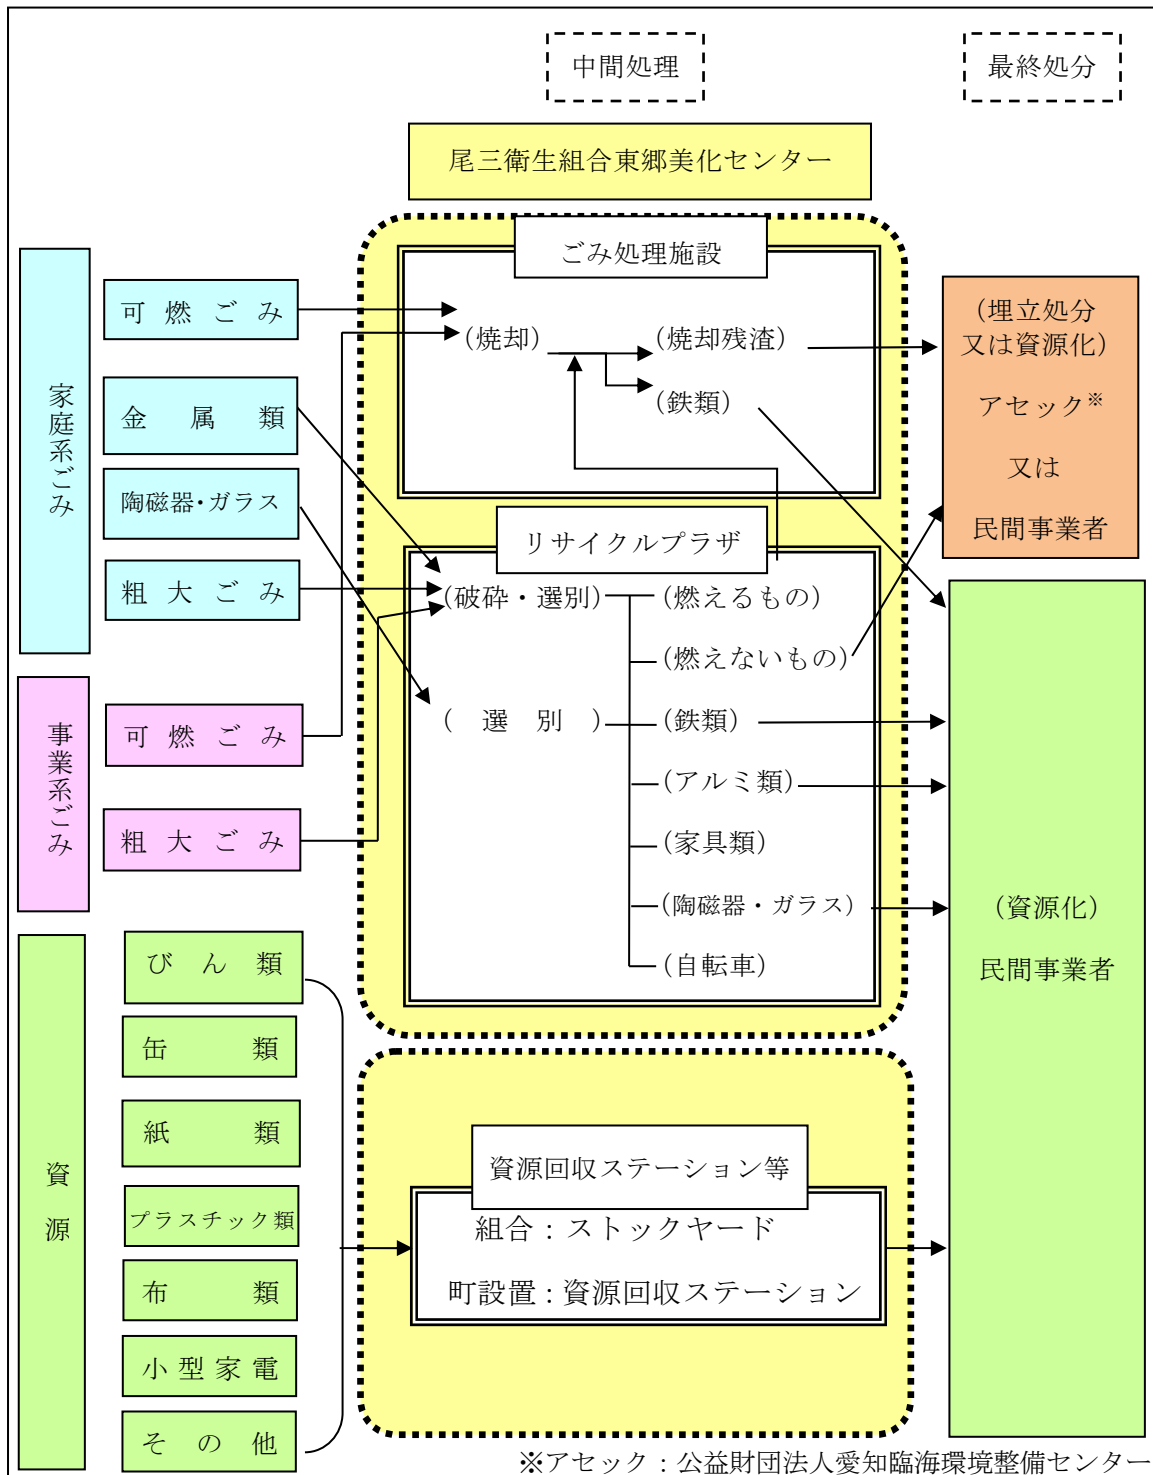 中間処理
最終処分
尾三衛生組合東郷美化センター
ごみ処理施設
家庭系ごみ
可燃ごみ
金属類
陶磁器・ガラス
粗大ごみ
(焼却)
(焼却残渣)
(鉄類)
(埋立処分
又は資源化)
アセック※
又は
民間事業者
リサイクルプラザ
(破砕・選別)
(燃えるもの)
(燃えないもの)
(選別)
(鉄類)
(アルミ類)
(家具類)
(陶磁器・ガラス)
(自転車)
事業系ごみ
可燃ごみ
粗大ごみ
(資源化)
民間事業者
資源
びん類
缶類
紙類
プラスチック類
布類
小型家電
その他
資源回収ステーション等
組合：ストックヤード
町設置：資源回収ステーション
※アセック：公益財団法人愛知臨海環境整備センター